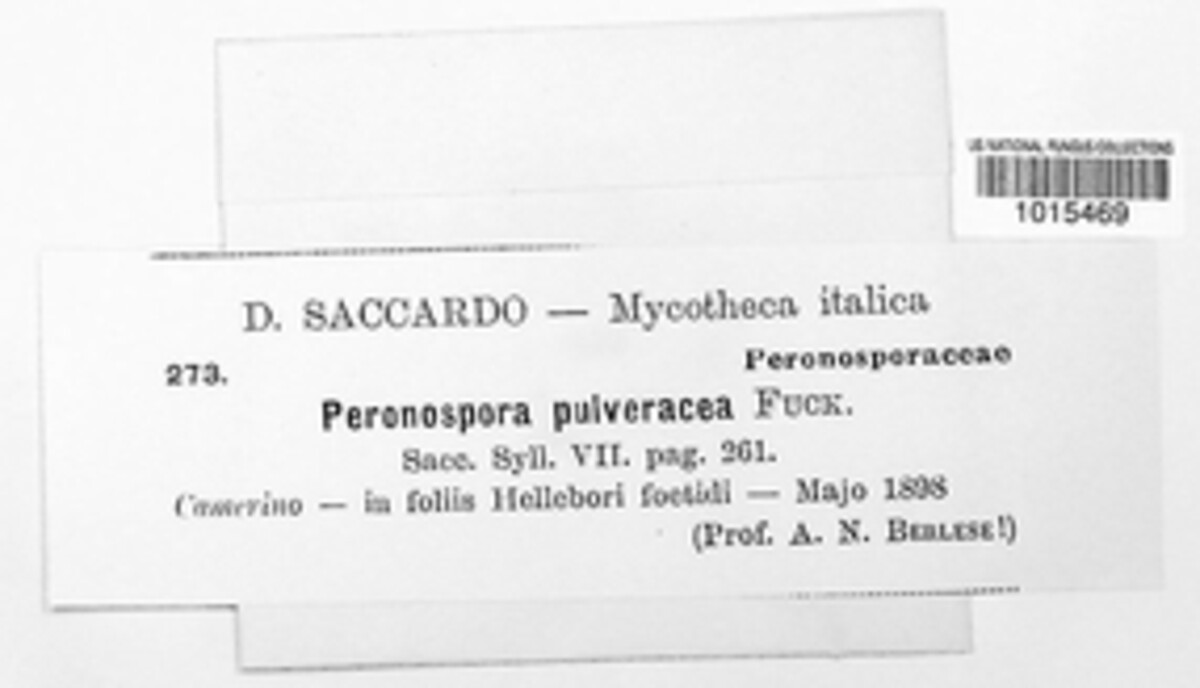 US NATIONAL FUNGUS COLLECTIONS
1015469
D. SACCARDO — Mycotheca italica
273.
Peronosporaceae
Peronospora pulveracea FUCK.
Sacc. Syll. VII. pag. 261.
Camerino — in foliis Hellebori foetidi — Majo 1898
(Prof. A. N. BERLESE!)